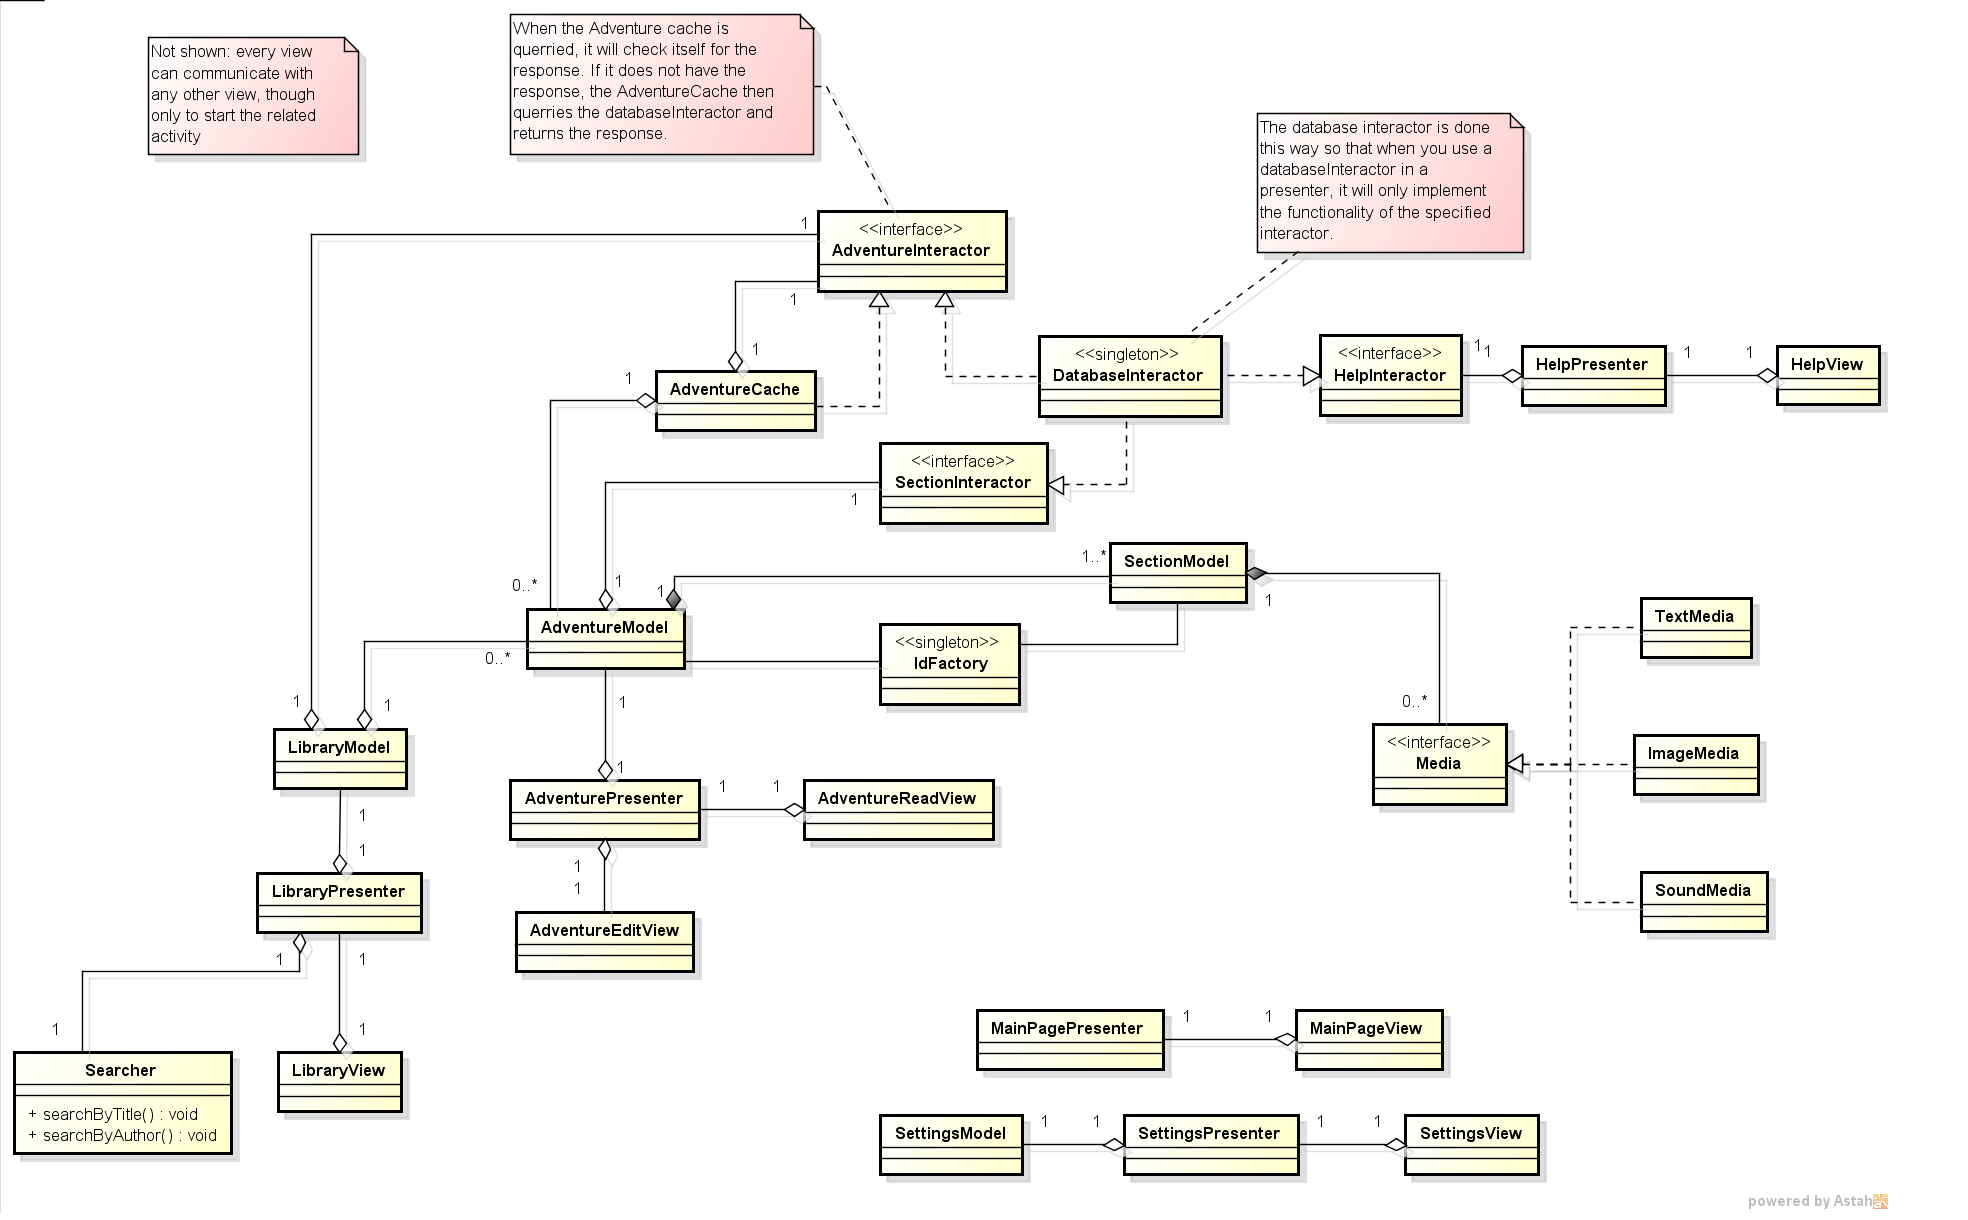 Not shown: every view
can communicate with
any other view, though
only to start the related
activity
When the Adventure cache is
querried, it will check itself for the
response. If it does not have the
response, the AdventureCache then
querries the databaseInteractor and
returns the response.
The database interactor is done
this way so that when you use a
databaseInteractor in a
presenter, it will only implement
the functionality of the specified
interactor.
1
<<interface>>
AdventureInteractor
1
1
AdventureCache
1
<<singleton>>
DatabaseInteractor
<<interface>>
HelpInteractor
1
1
HelpPresenter
1
1
HelpView
<<interface>>
SectionInteractor
1
1..*
SectionModel
1
0..*
1
1
AdventureModel
0..*
<<singleton>>
IdFactory
TextMedia
0..*
<<interface>>
Media
ImageMedia
SoundMedia
1
1
1
LibraryModel
1
AdventurePresenter
1
1
AdventureReadView
1
1
1
1
LibraryPresenter
AdventureEditView
1
1
1
1
Searcher
+ searchByTitle() : void
+ searchByAuthor() : void
LibraryView
MainPagePresenter
1
1
MainPageView
SettingsModel
1
1
SettingsPresenter
1
1
SettingsView
powered by Astah